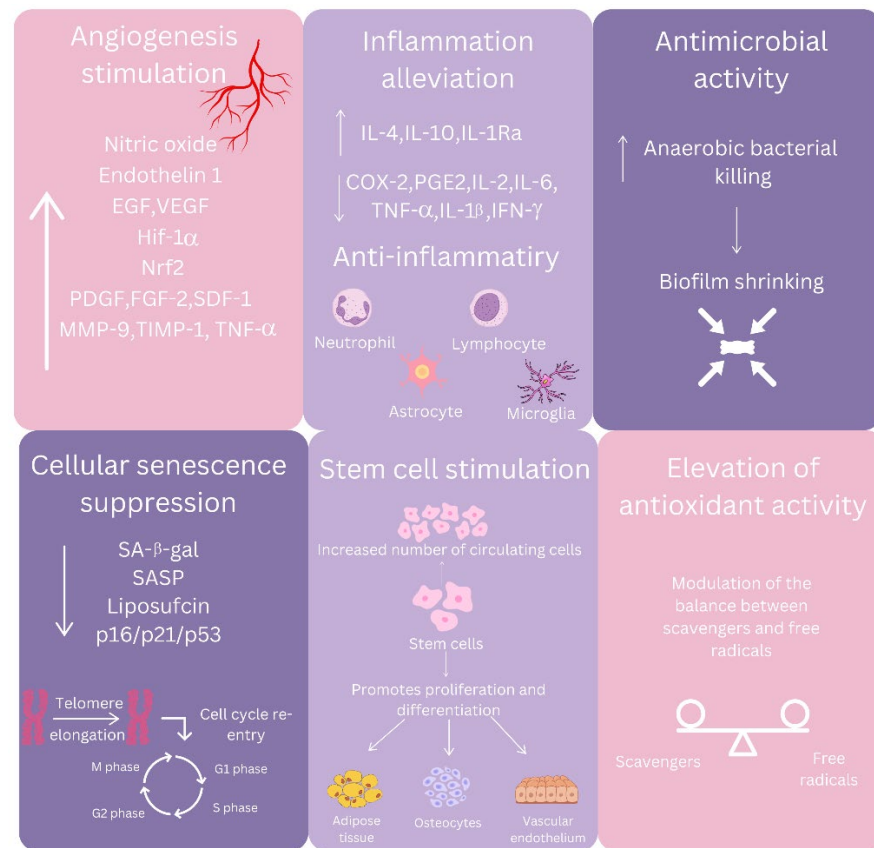 Angiogenesis
stimulation
Nitric oxide
Endothelin 1
EGF,VEGF
Hif-1α
Nrf2
PDGF,FGF-2,SDF-1
MMP-9,TIMP-1, TNF-α
Inflammation
alleviation
IL-4,IL-10,IL-1Ra
COX-2,PGE2,IL-2,IL-6,
TNF-α,IL-1β,IFN-γ
Anti-inflammatiry
Neutrophil
Lymphocyte
Astrocyte
Microglia
Antimicrobial
activity
Anaerobic bacterial
killing
Biofilm shrinking
Cellular senescence
suppression
SA-β-gal
SASP
Liposufcin
p16/p21/p53
Telomere
elongation
Cell cycle re-
entry
M phase
G1 phase
G2 phase
S phase
Stem cell stimulation
Increased number of circulating cells
Stem cells
Promotes proliferation and
differentiation
Adipose
tissue
Osteocytes
Vascular
endothelium
Elevation of
antioxidant activity
Modulation of the
balance between
scavengers and free
radicals
Scavengers
Free
radicals